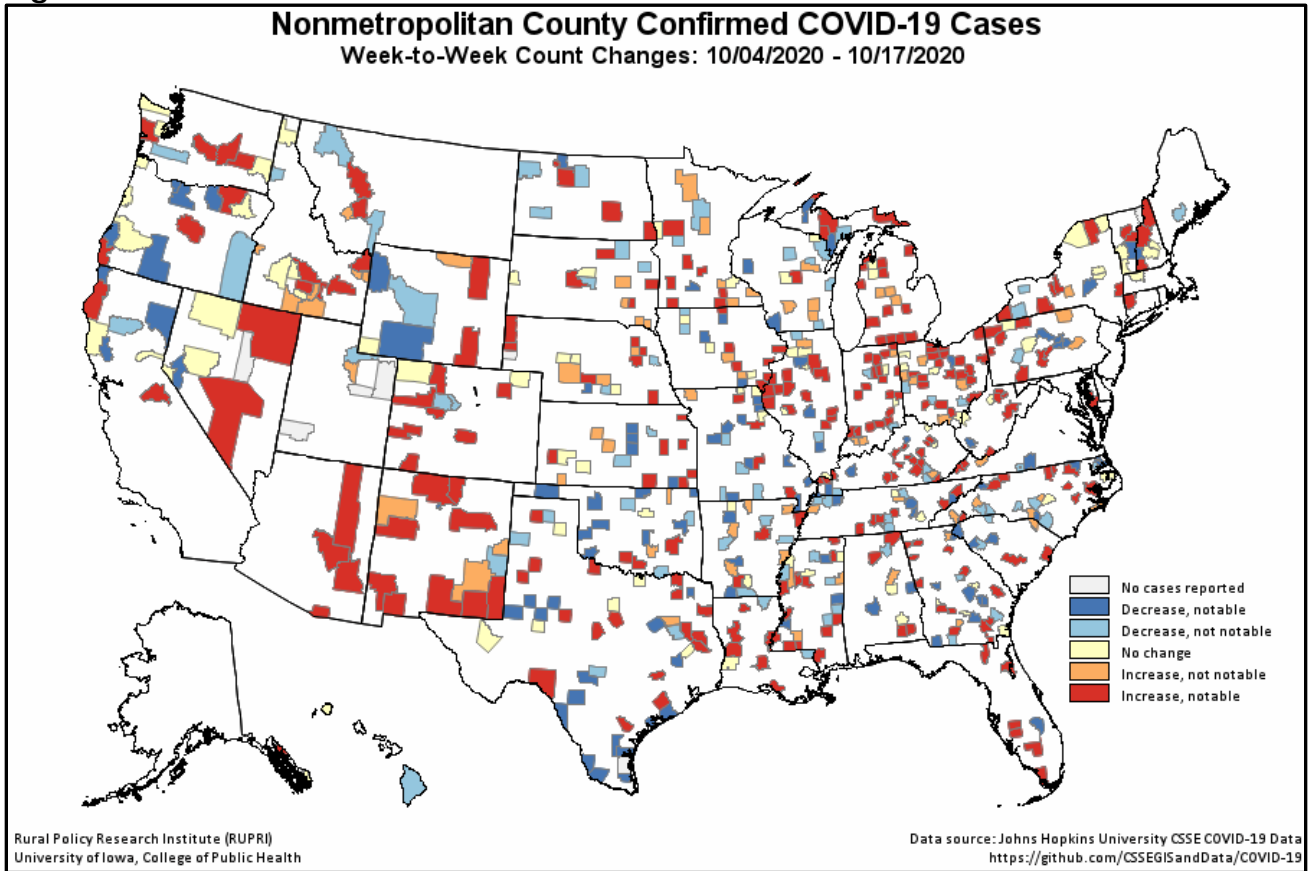 Nonmetropolitan County Confirmed COVID-19 Cases
Week-to-Week Count Changes: 10/04/2020 - 10/17/2020
No cases reported
Decrease, notable
Decrease, not notable
No change
Increase, not notable
Increase, notable
Rural Policy Research Institute (RUPRI)
University of Iowa, College of Public Health
Data source: Johns Hopkins University CSSE COVID-19 Data
https://github.com/CSSEGISandData/COVID-19